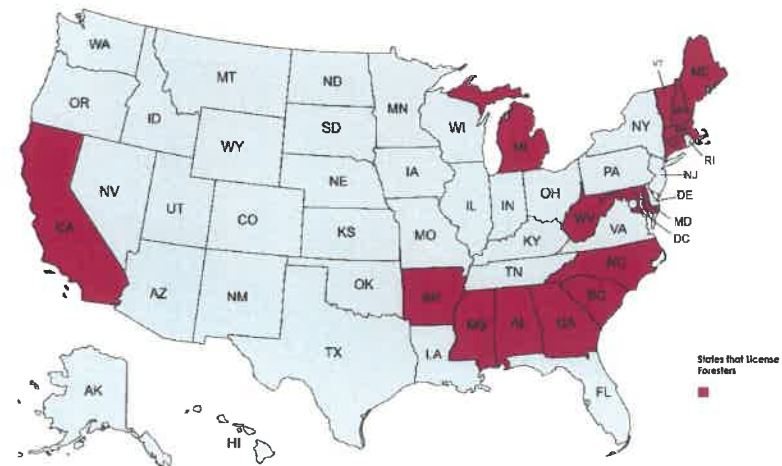 WA
MT
ND
MN
VT
ME
OR
ID
SD
WI
MI
NY
WY
RI
IA
PA
NJ
NE
OH
NV
IL
IN
DE
UT
CO
WV
MD
CA
KS
MO
KY
VA
DC
TN
NC
OK
AZ
NM
AR
SC
MS
AL
GA
TX
LA
FL
AK
HI
States that License
Foresters